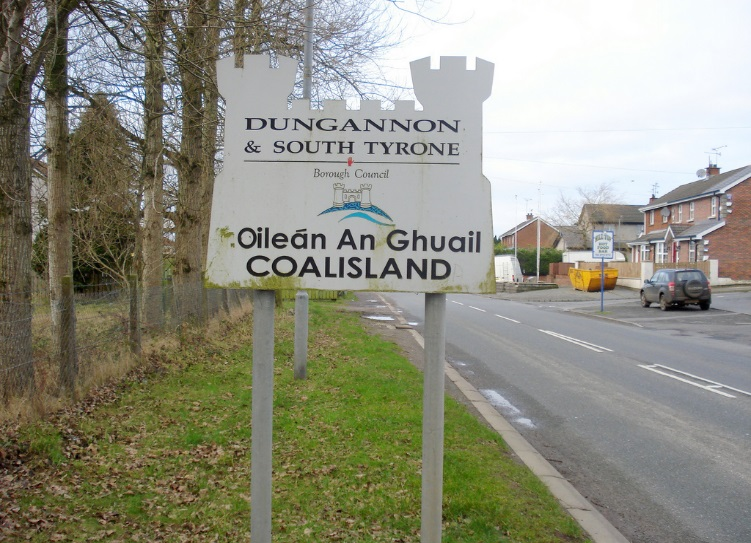 DUNGANNON
& SOUTH TYRONE
Borough Council
Oileán An Ghuail
COALISLAND